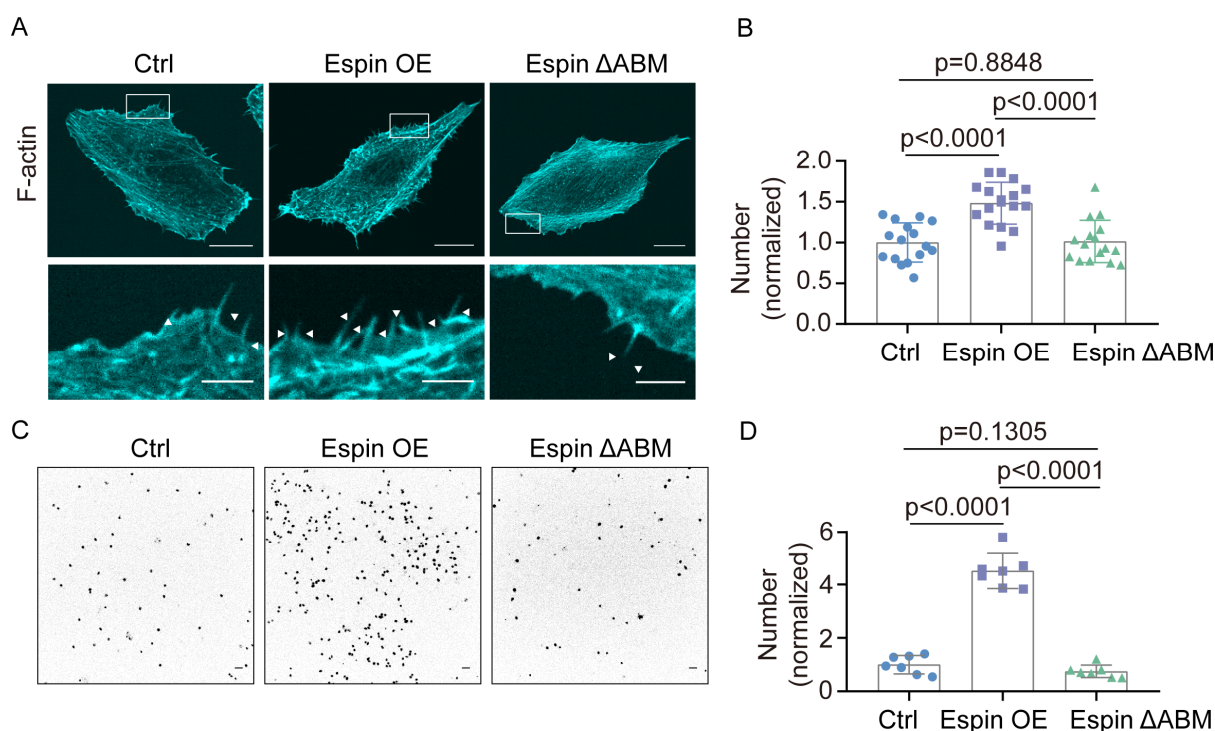 A
Ctrl
Espin OE
Espin ΔABM
F-actin
B
p=0.8848
p<0.0001
p<0.0001
Number
(normalized)
2.0
1.5
1.0
0.5
0.0
Ctrl
Espin OE
Espin ΔABM
C
Ctrl
Espin OE
Espin ΔABM
D
p=0.1305
p<0.0001
p<0.0001
Number
(normalized)
6
4
2
0
Ctrl
Espin OE
Espin ΔABM